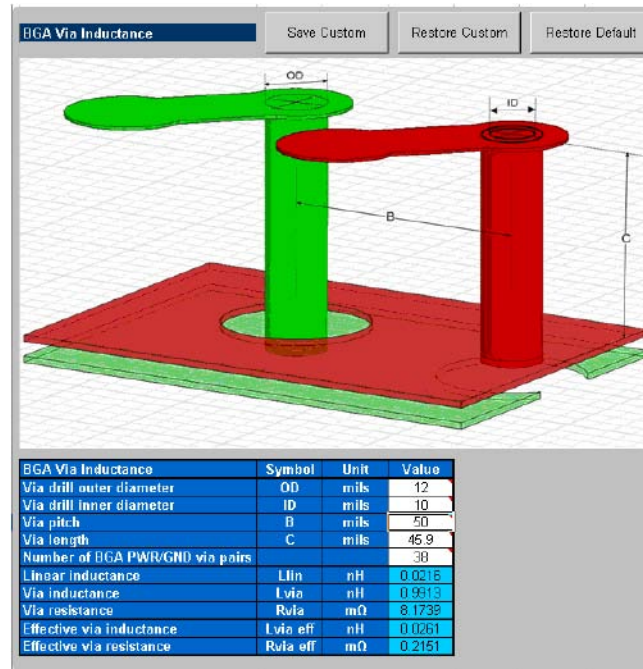 BGA Via Inductance Save Custom Restore Custom Restore Default
OD
ID
B
C
BGA Via Inductance Symbol Unit Value
Via drill outer diameter OD mils 12
Via drill inner diameter ID mils 10
Via pitch B mils 50
Via length C mils 45.9
Number of BGA PWR/GND via pairs 38
Linear inductance Llin nH 0.0216
Via inductance Lvia nH 0.9913
Via resistance Rvia mΩ 8.1739
Effective via inductance Lvia eff nH 0.0261
Effective via resistance Rvia eff mΩ 0.2151